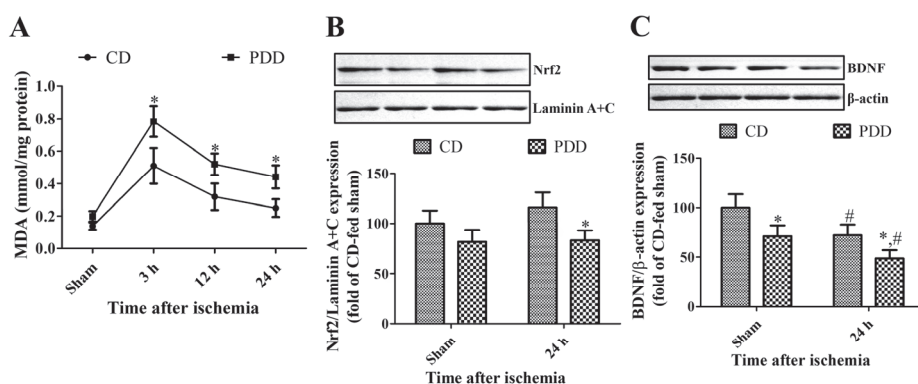 A
CD
PDD
MDA (mmol/mg protein)
1.0
0.8
0.6
0.4
0.2
0.0
*
*
*
Sham
3 h
12 h
24 h
Time after ischemia
B
Nrf2
Laminin A+C
CD
PDD
Nrf2/Laminin A+C expression
(fold of CD-fed sham)
150
100
50
0
*
Sham
24 h
Time after ischemia
C
BDNF
β-actin
CD
PDD
BDNF/β-actin expression
(fold of CD-fed sham)
150
100
50
0
*
#
*,#
Sham
24 h
Time after ischemia